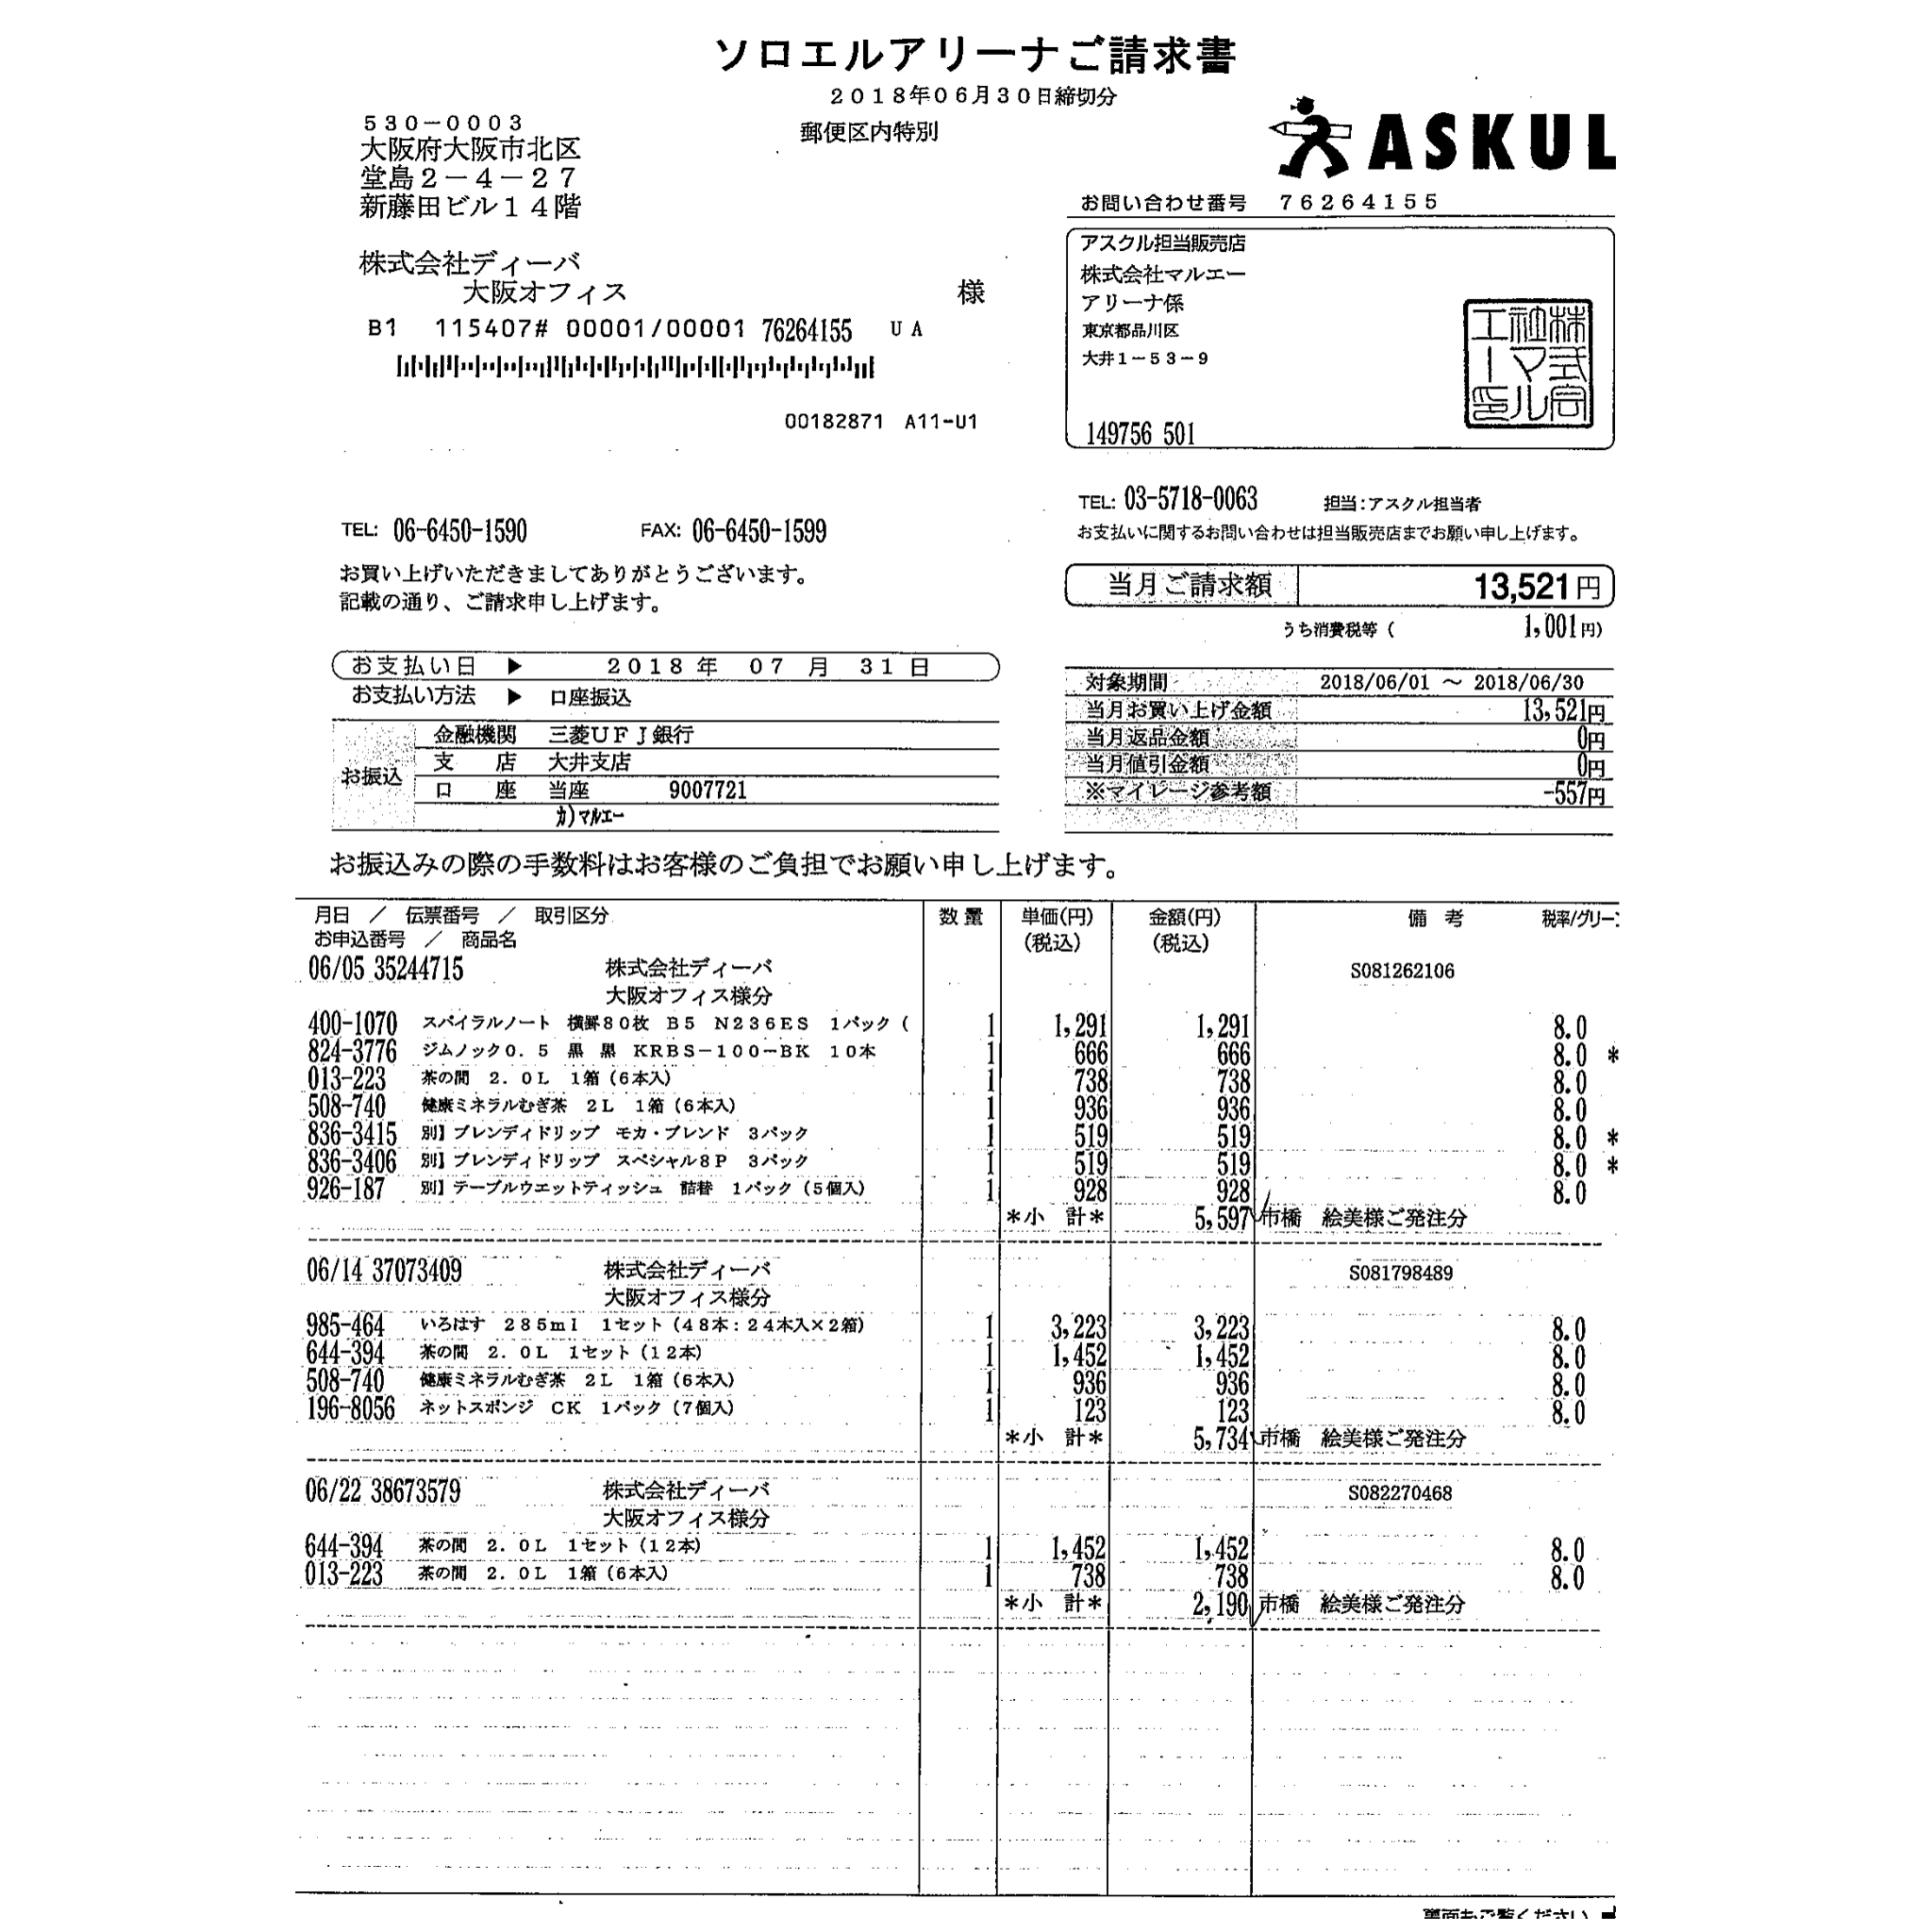 ソロエルアリーナご請求書
2018年06月30日締切分
郵便区内特別
530-0003
大阪府大阪市北区
堂島2-4-27
新藤田ビル14階
株式会社ディーバ
大阪オフィス 様
B1 115407# 00001/00001 76264155 UA
00182871 A11-U1
ASKUL
お問い合わせ番号 76264155
アスクル担当販売店
株式会社マルエー
アリーナ係
東京都品川区
大井1-53-9
149756 501
株式会社マルエー印
TEL: 03-5718-0063 担当:アスクル担当者
お支払いに関するお問い合わせは担当販売店までお願い申し上げます。
TEL: 06-6450-1590 FAX: 06-6450-1599
お買い上げいただきましてありがとうございます。
記載の通り、ご請求申し上げます。
当月ご請求額 13,521円
うち消費税等( 1,001円)
お支払い日 ▶ 2018年 07月 31日
お支払い方法 ▶ 口座振込
お振込
金融機関 三菱UFJ銀行
支店 大井支店
口座 当座 9007721
カ)マルエー
対象期間 2018/06/01 ～ 2018/06/30
当月お買い上げ金額 13,521円
当月返品金額 0円
当月値引金額 0円
※マイレージ参考額 -557円
お振込みの際の手数料はお客様のご負担でお願い申し上げます。
月日 / 伝票番号 / 取引区分 数量 単価(円) 金額(円) 備考 税率/グリーン
お申込番号 / 商品名 (税込) (税込)
06/05 35244715 株式会社ディーバ S081262106
大阪オフィス様分
400-1070 スパイラルノート 横罫80枚 B5 N236ES 1パック( 1 1,291 1,291 8.0
824-3776 ジムノック0.5 黒 黒 KRBS-100-BK 10本 1 666 666 8.0 *
013-223 茶の間 2.0L 1箱(6本入) 1 738 738 8.0
508-740 健康ミネラルむぎ茶 2L 1箱(6本入) 1 936 936 8.0
836-3415 別】ブレンディドリップ モカ・ブレンド 3パック 1 519 519 8.0 *
836-3406 別】ブレンディドリップ スペシャル8P 3パック 1 519 519 8.0 *
926-187 別】テーブルウエットティッシュ 詰替 1パック(5個入) 1 928 928 8.0
*小 計* 5,597 市橋 絵美様ご発注分
06/14 37073409 株式会社ディーバ S081798489
大阪オフィス様分
985-464 いろはす 285ml 1セット(48本:24本入×2箱) 1 3,223 3,223 8.0
644-394 茶の間 2.0L 1セット(12本) 1 1,452 1,452 8.0
508-740 健康ミネラルむぎ茶 2L 1箱(6本入) 1 936 936 8.0
196-8056 ネットスポンジ CK 1パック(7個入) 1 123 123 8.0
*小 計* 5,734 市橋 絵美様ご発注分
06/22 38673579 株式会社ディーバ S082270468
大阪オフィス様分
644-394 茶の間 2.0L 1セット(12本) 1 1,452 1,452 8.0
013-223 茶の間 2.0L 1箱(6本入) 1 738 738 8.0
*小 計* 2,190 市橋 絵美様ご発注分
裏面もご覧ください